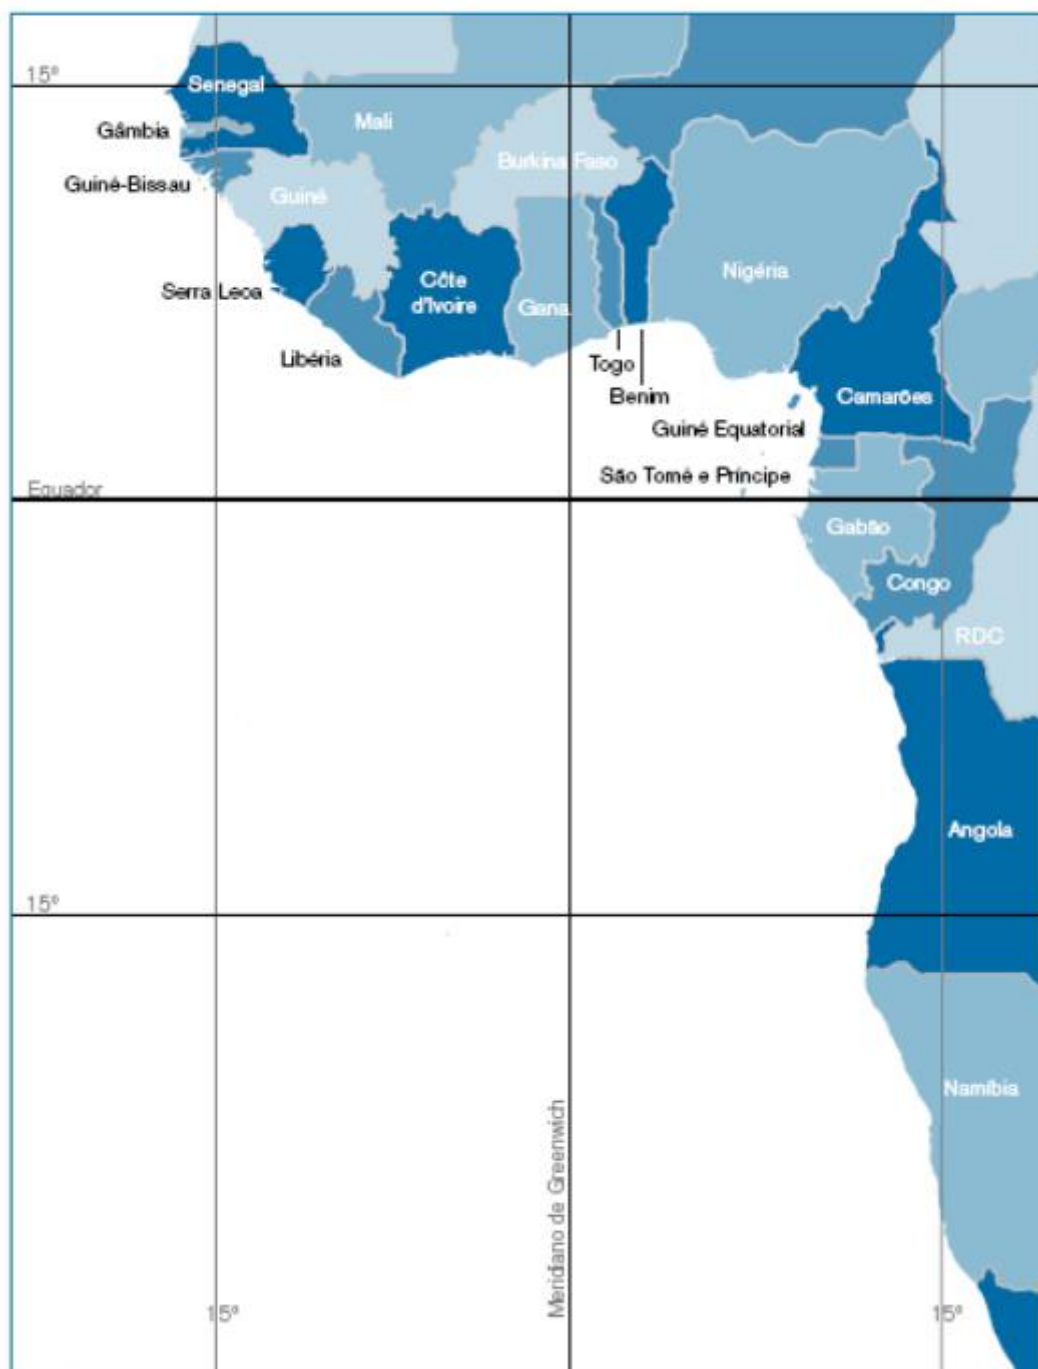 15º
Senegal
Mali
Gâmbia
Burkina Faso
Guiné-Bissau
Guiné
Nigéria
Côte
d'Ivoire
Serra Leoa
Gana
Libéria
Togo
Benim
Camarões
Guiné Equatorial
São Tomé e Príncipe
Equador
Gabão
Congo
RDC
Angola
15º
Namíbia
Meridiano de Greenwich
15º
15º